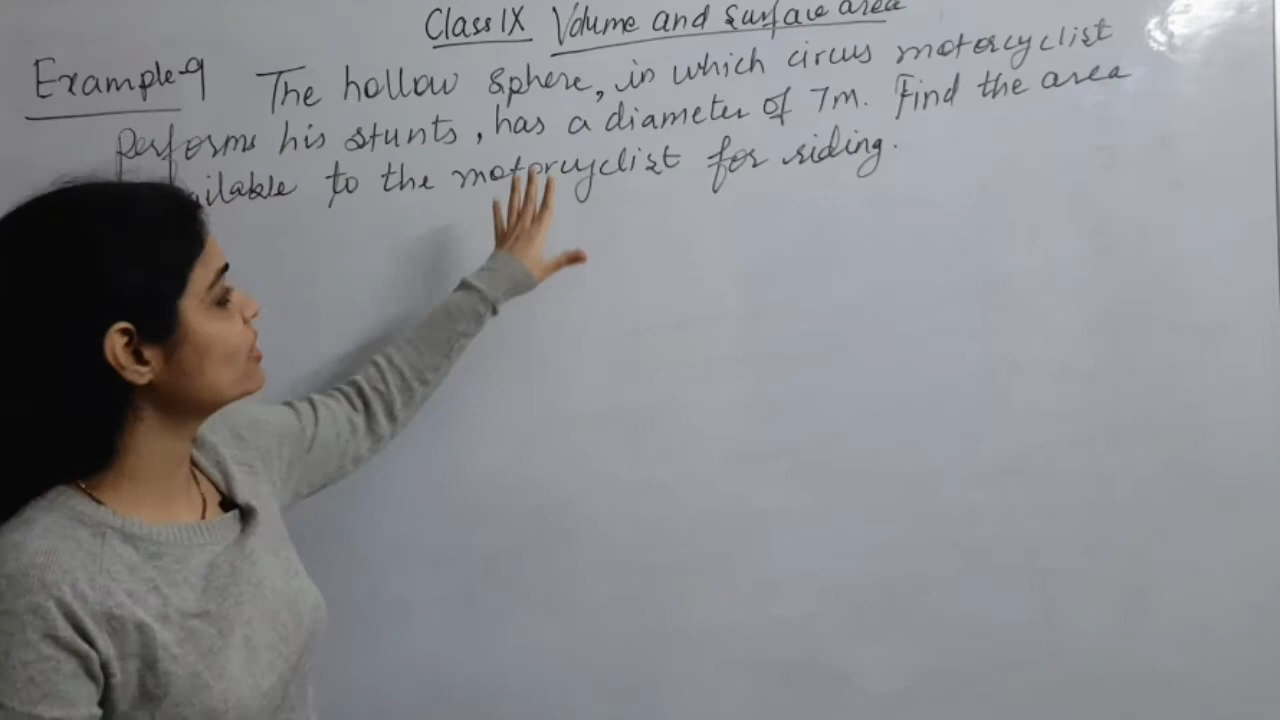 Class IX Volume and Surface area
Example-9 The hollow sphere, in which circus motorcyclist
performs his stunts, has a diameter of 7m. Find the area
ilable to the motorcyclist for riding.